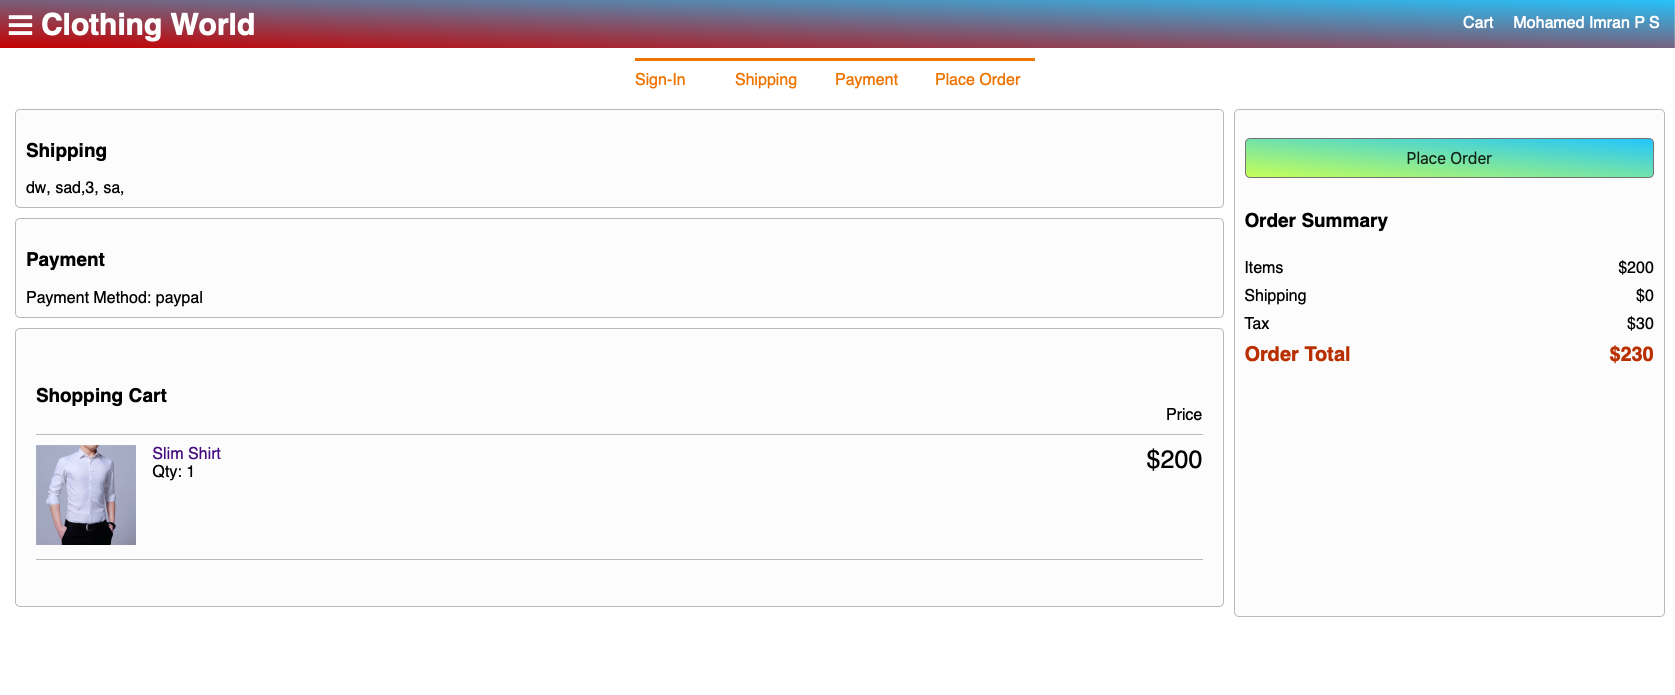 Clothing World
Cart Mohamed Imran P S
Sign-In Shipping Payment Place Order
Shipping
dw, sad,3, sa,
Payment
Payment Method: paypal
Shopping Cart
Price
Slim Shirt
Qty: 1
$200
Place Order
Order Summary
Items $200
Shipping $0
Tax $30
Order Total $230